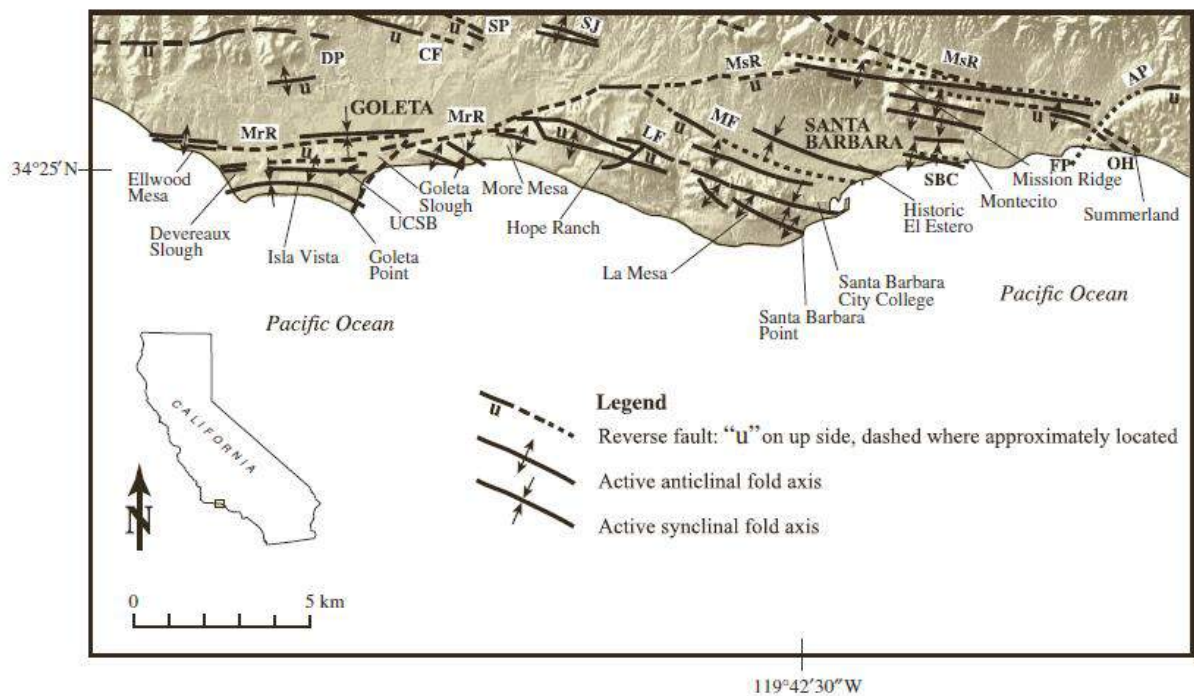 SP
SJ
u
u
DP
CF
u
MsR
MsR
AP
u
u
GOLETA
MrR
MrR
LF
MF
SANTA
BARBARA
u
u
u
u
34°25′N
Ellwood
Mesa
Devereaux
Slough
Isla Vista
Goleta
Point
UCSB
Goleta
Slough
More Mesa
Hope Ranch
La Mesa
Santa Barbara
Point
Santa Barbara
City College
Historic
El Estero
SBC
Mission Ridge
Montecito
FP
OH
Summerland
Pacific Ocean
Pacific Ocean
CALIFORNIA
N
0
5 km
Legend
u
Reverse fault: “u” on up side, dashed where approximately located
Active anticlinal fold axis
Active synclinal fold axis
119°42′30″W